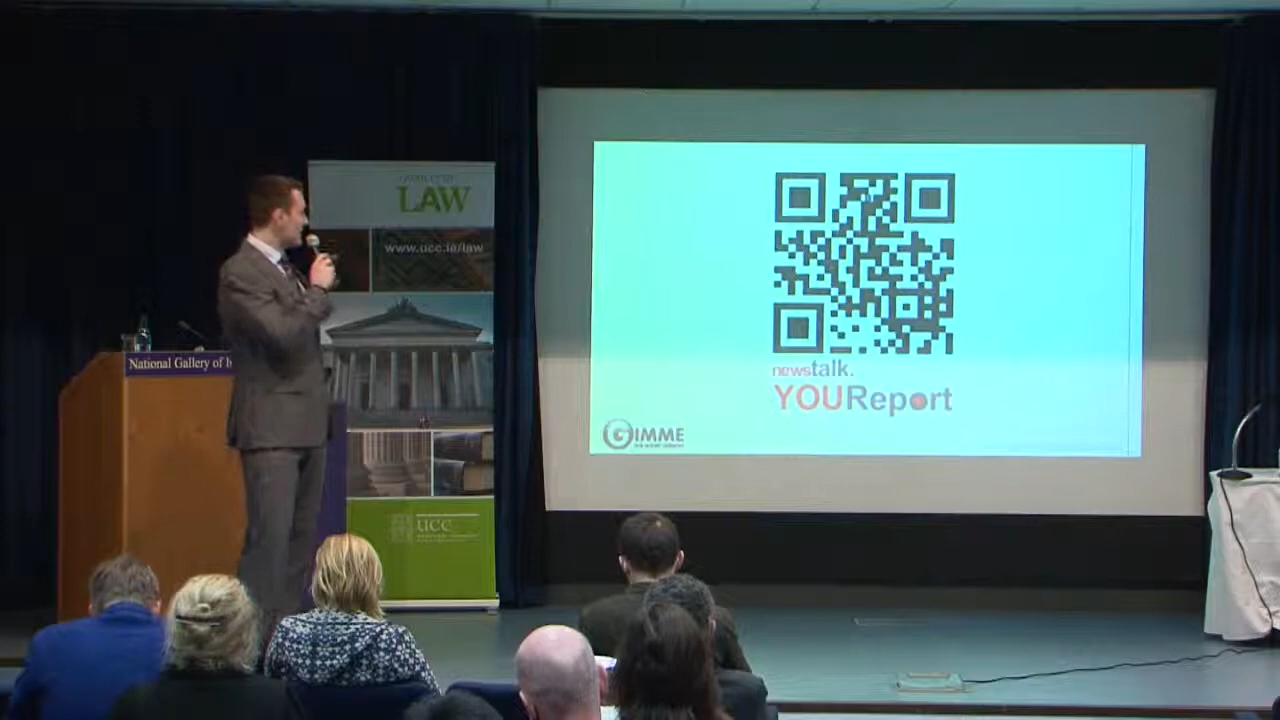 LAW
www.ucc.ie/law
National Gallery of I
newstalk.
YOUReport
GIMME
UCC